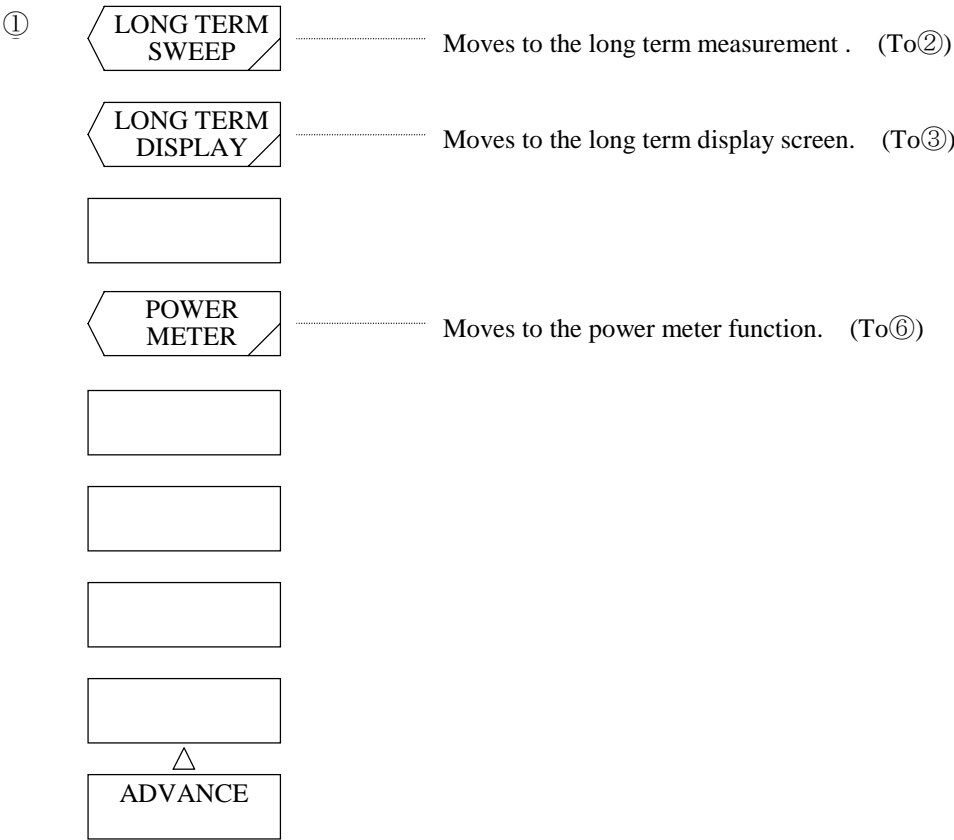 ①
LONG TERM
SWEEP
Moves to the long term measurement . (To②)
LONG TERM
DISPLAY
Moves to the long term display screen. (To③)
POWER
METER
Moves to the power meter function. (To⑥)
ADVANCE